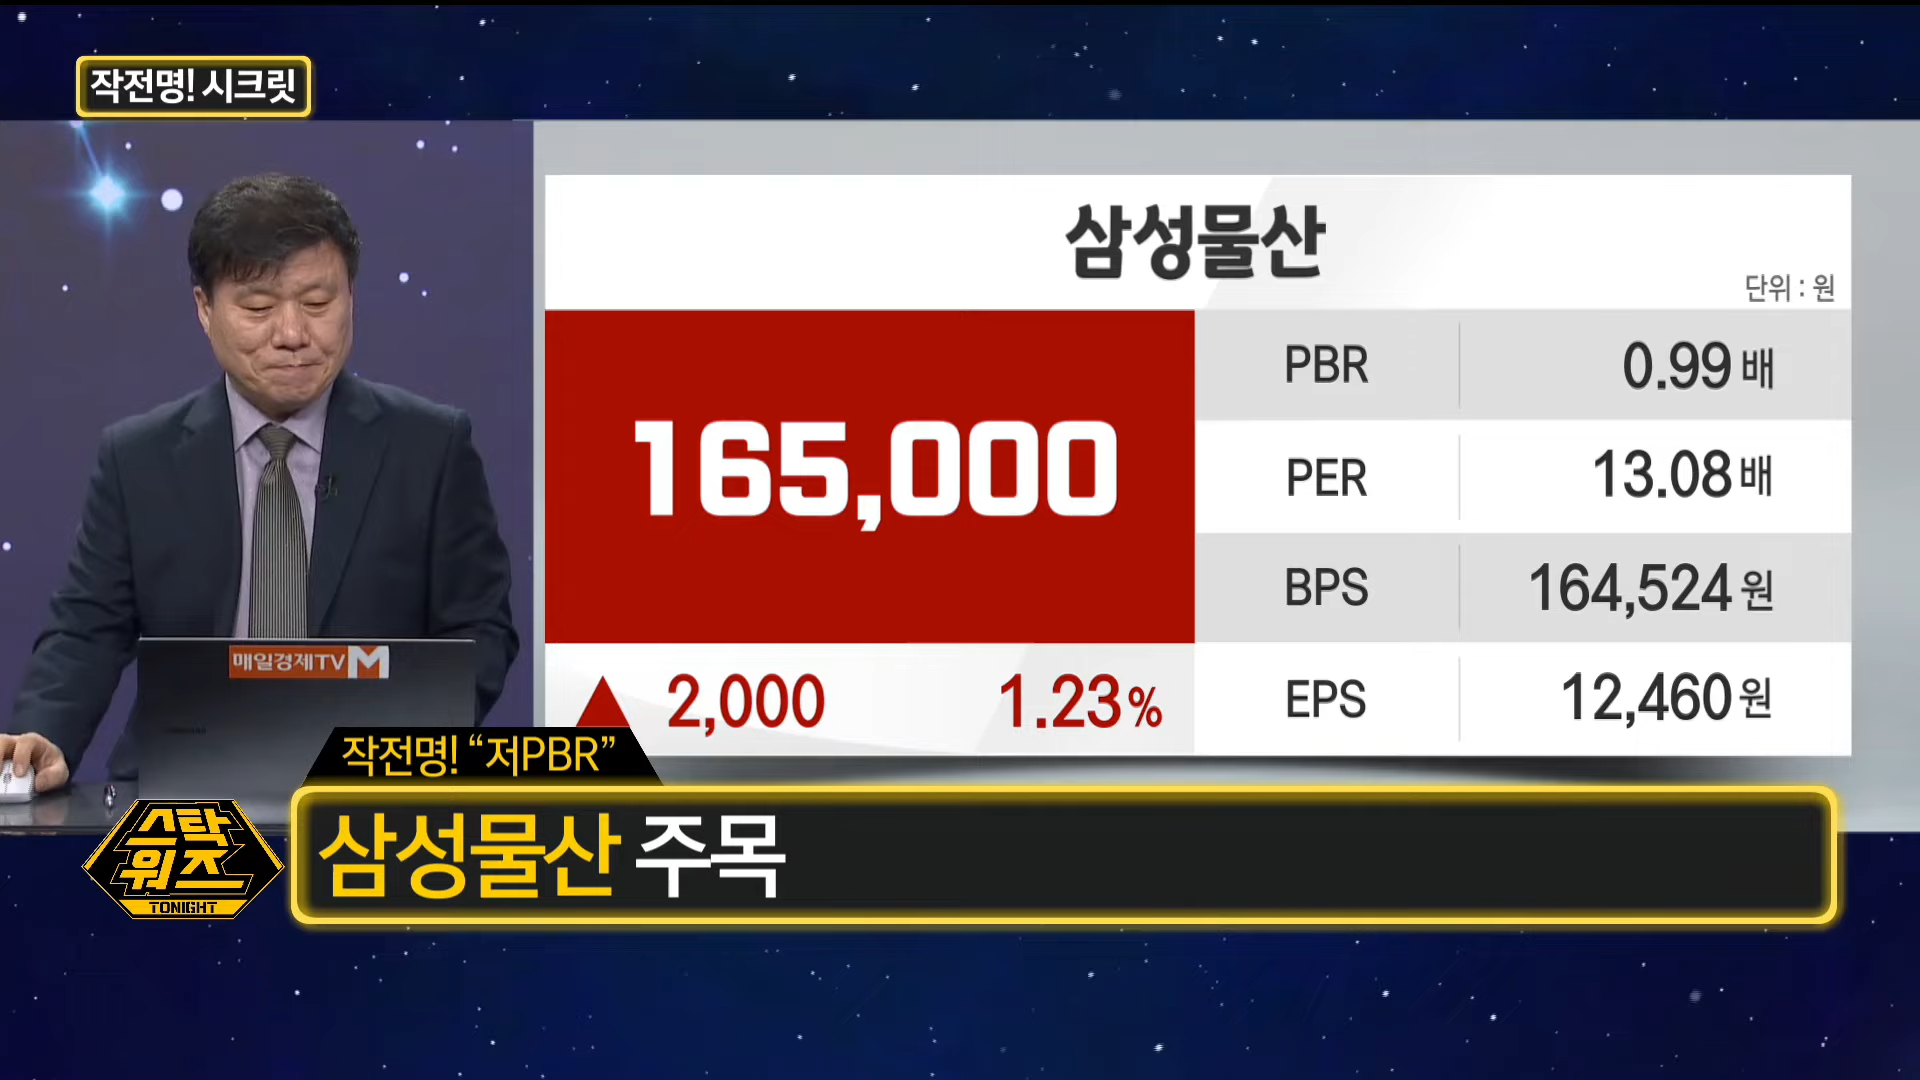 작전명! 시크릿
삼성물산
단위 : 원
165,000
▲ 2,000 1.23%
PBR 0.99 배
PER 13.08 배
BPS 164,524 원
EPS 12,460 원
매일경제TV M
작전명! “저PBR”
삼성물산 주목
스탁
워즈
TONIGHT